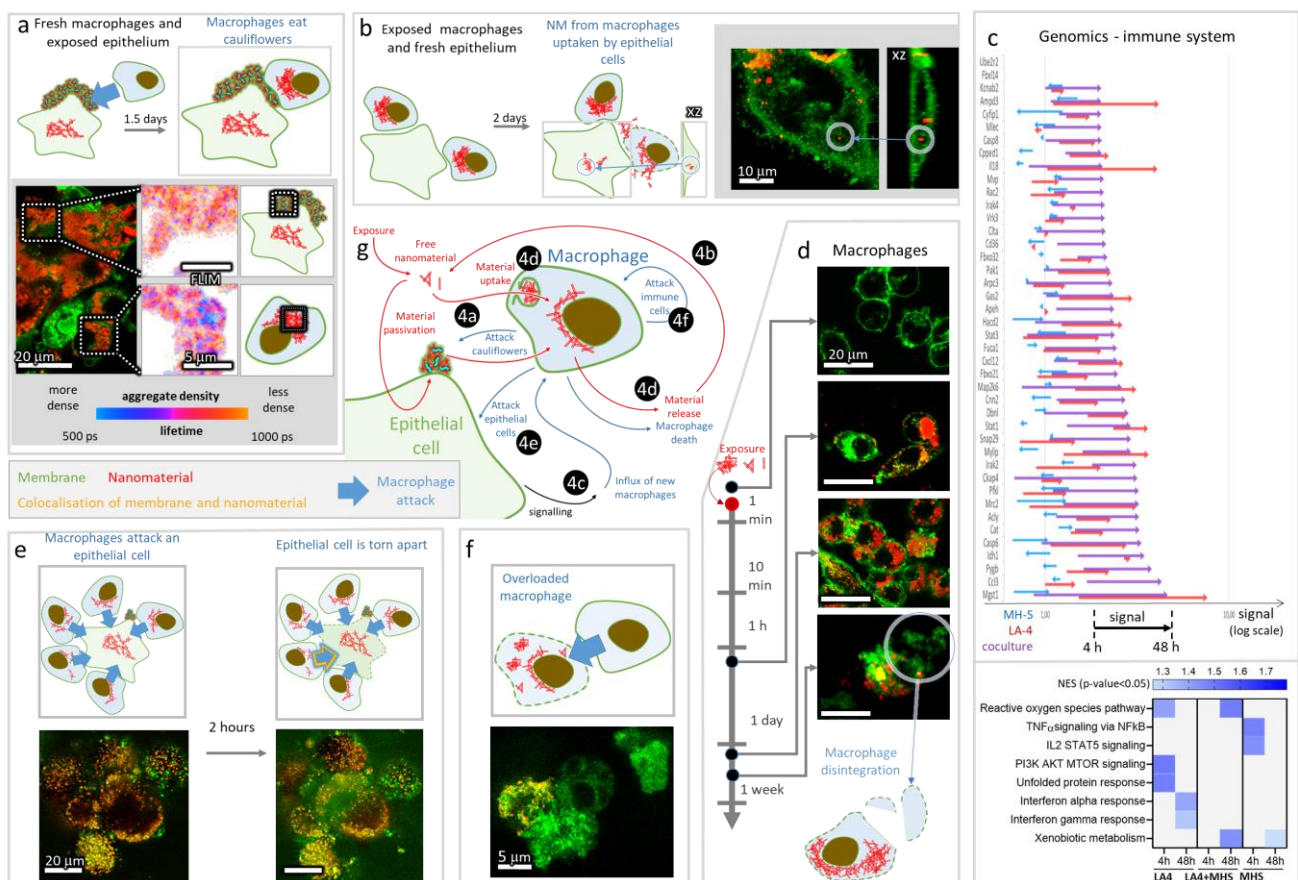 a
Fresh macrophages and
exposed epithelium
Macrophages eat
cauliflowers
1.5 days
FLIM
20 µm
5 µm
more
dense
aggregate density
less
dense
500 ps
lifetime
1000 ps
b
Exposed macrophages
and fresh epithelium
NM from macrophages
uptaken by epithelial
cells
2 days
xz
10 µm
xz
c
Genomics - immune system
Ube2r2
Fbxl14
Kcnab2
Ampd3
Cyfip1
Mlec
Casp8
Cpped1
Il18
Mvp
Rac2
Irak4
Vrk3
Clta
Cd36
Fbxo32
Pak1
Arpc3
Gas2
Apeh
Hacd2
Stat3
Fuca1
Cxcl12
Fbxo21
Map2k6
Cnn2
Dbnl
Stat1
Snap29
Mylip
Irak2
Ckap4
Pfkl
Mrc2
Acly
Cat
Casp6
Idh1
Pygb
Ccl3
Mgst1
1,00
10,00
MH-S
LA-4
coculture
signal
4 h
48 h
signal
(log scale)
1.3 1.4 1.5 1.6 1.7
NES (p-value<0.05)
Reactive oxygen species pathway
TNFα signaling via NFkB
IL2 STAT5 signaling
PI3K AKT MTOR signaling
Unfolded protein response
Interferon alpha response
Interferon gamma response
Xenobiotic metabolism
4h 48h 4h 48h 4h 48h
LA4 LA4+MHS MHS
g
Exposure
Free
nanomaterial
Material
uptake
4d
Macrophage
4b
Material
passivation
4a
Attack
cauliflowers
Attack
immune
cells
4f
4d
Material
release
Macrophage
death
Attack
epithelial
cells
4e
Epithelial
cell
4c
signalling
Influx of new
macrophages
Membrane Nanomaterial
Colocalisation of membrane and nanomaterial
Macrophage
attack
d
Macrophages
20 µm
Exposure
1
min
10
min
1 h
1 day
1 week
Macrophage
disintegration
e
Macrophages attack an
epithelial cell
Epithelial cell is torn apart
2 hours
20 µm
f
Overloaded
macrophage
5 µm